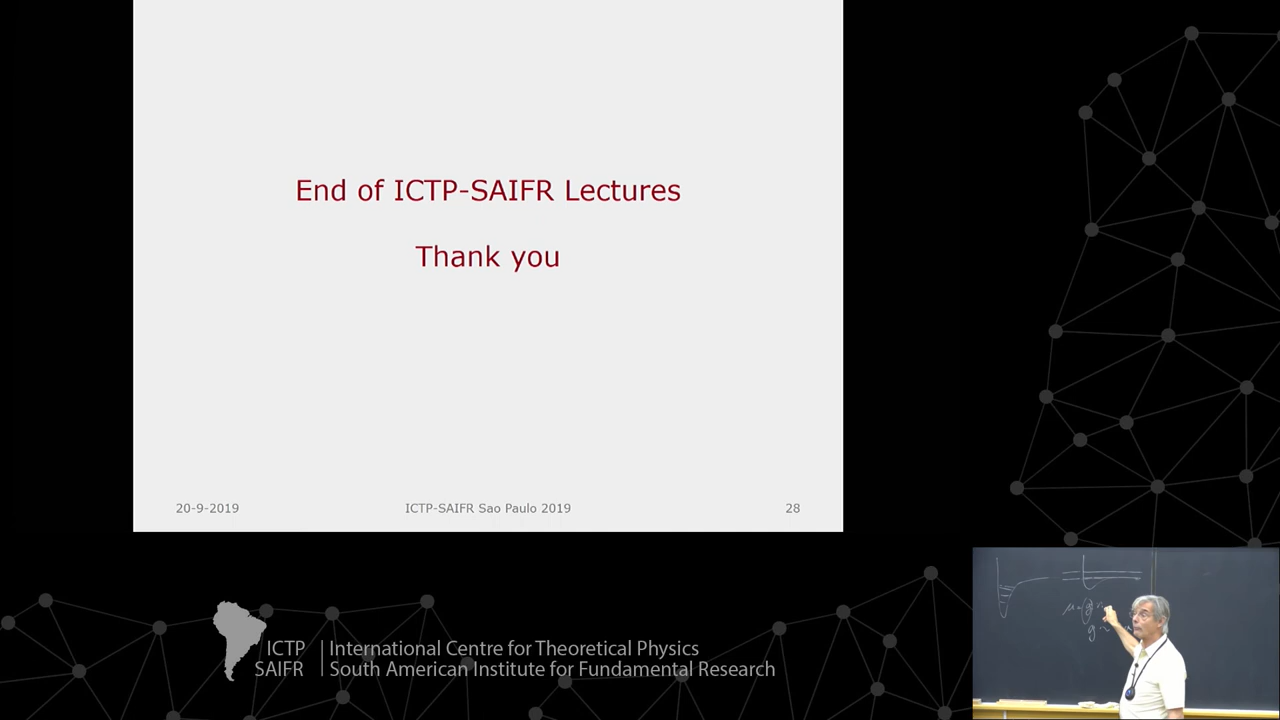 End of ICTP-SAIFR Lectures
Thank you
20-9-2019
ICTP-SAIFR Sao Paulo 2019
28
ICTP
SAIFR
International Centre for Theoretical Physics
South American Institute for Fundamental Research